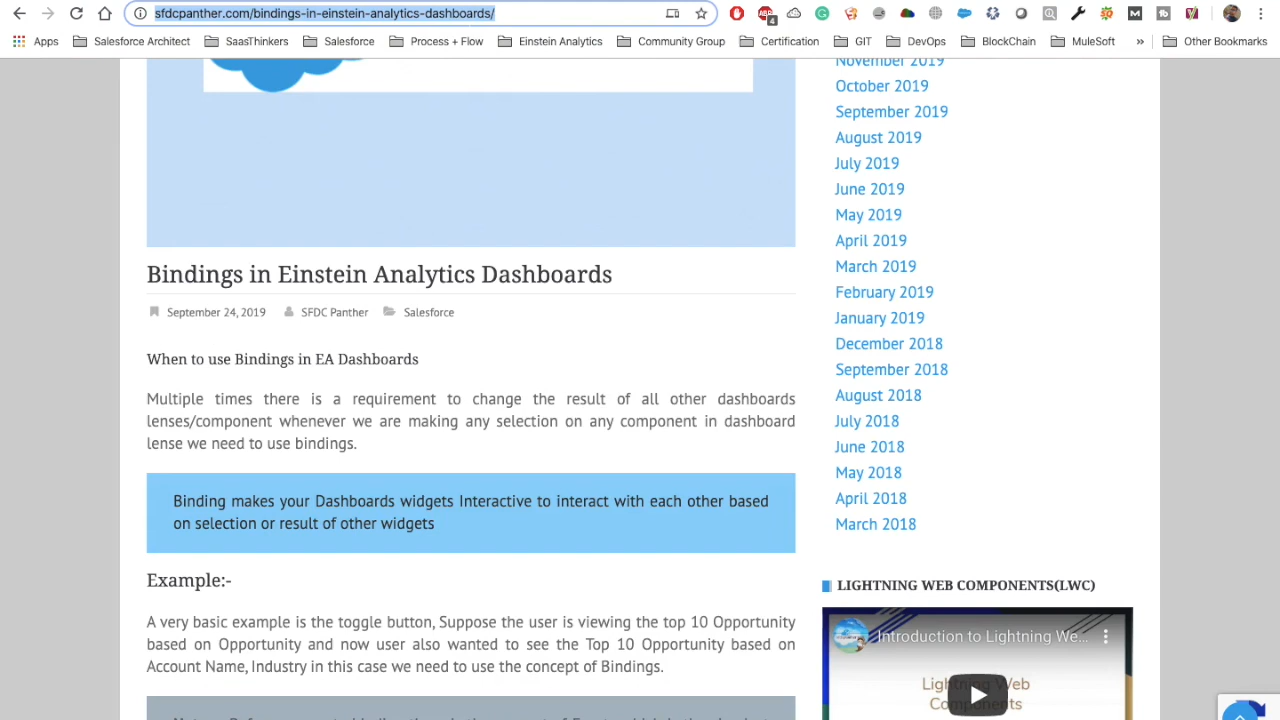 sfdcpanther.com/bindings-in-einstein-analytics-dashboards/
4
Apps
Salesforce Architect
SaasThinkers
Salesforce
Process + Flow
Einstein Analytics
Community Group
Certification
GIT
DevOps
BlockChain
MuleSoft
»
Other Bookmarks
Bindings in Einstein Analytics Dashboards
September 24, 2019
SFDC Panther
Salesforce
When to use Bindings in EA Dashboards
Multiple times there is a requirement to change the result of all other dashboards
lenses/component whenever we are making any selection on any component in dashboard
lense we need to use bindings.
Binding makes your Dashboards widgets Interactive to interact with each other based
on selection or result of other widgets
Example:-
A very basic example is the toggle button, Suppose the user is viewing the top 10 Opportunity
based on Opportunity and now user also wanted to see the Top 10 Opportunity based on
Account Name, Industry in this case we need to use the concept of Bindings.
November 2019
October 2019
September 2019
August 2019
July 2019
June 2019
May 2019
April 2019
March 2019
February 2019
January 2019
December 2018
September 2018
August 2018
July 2018
June 2018
May 2018
April 2018
March 2018
LIGHTNING WEB COMPONENTS(LWC)
Introduction to Lightning We...
Lightning Web
Components